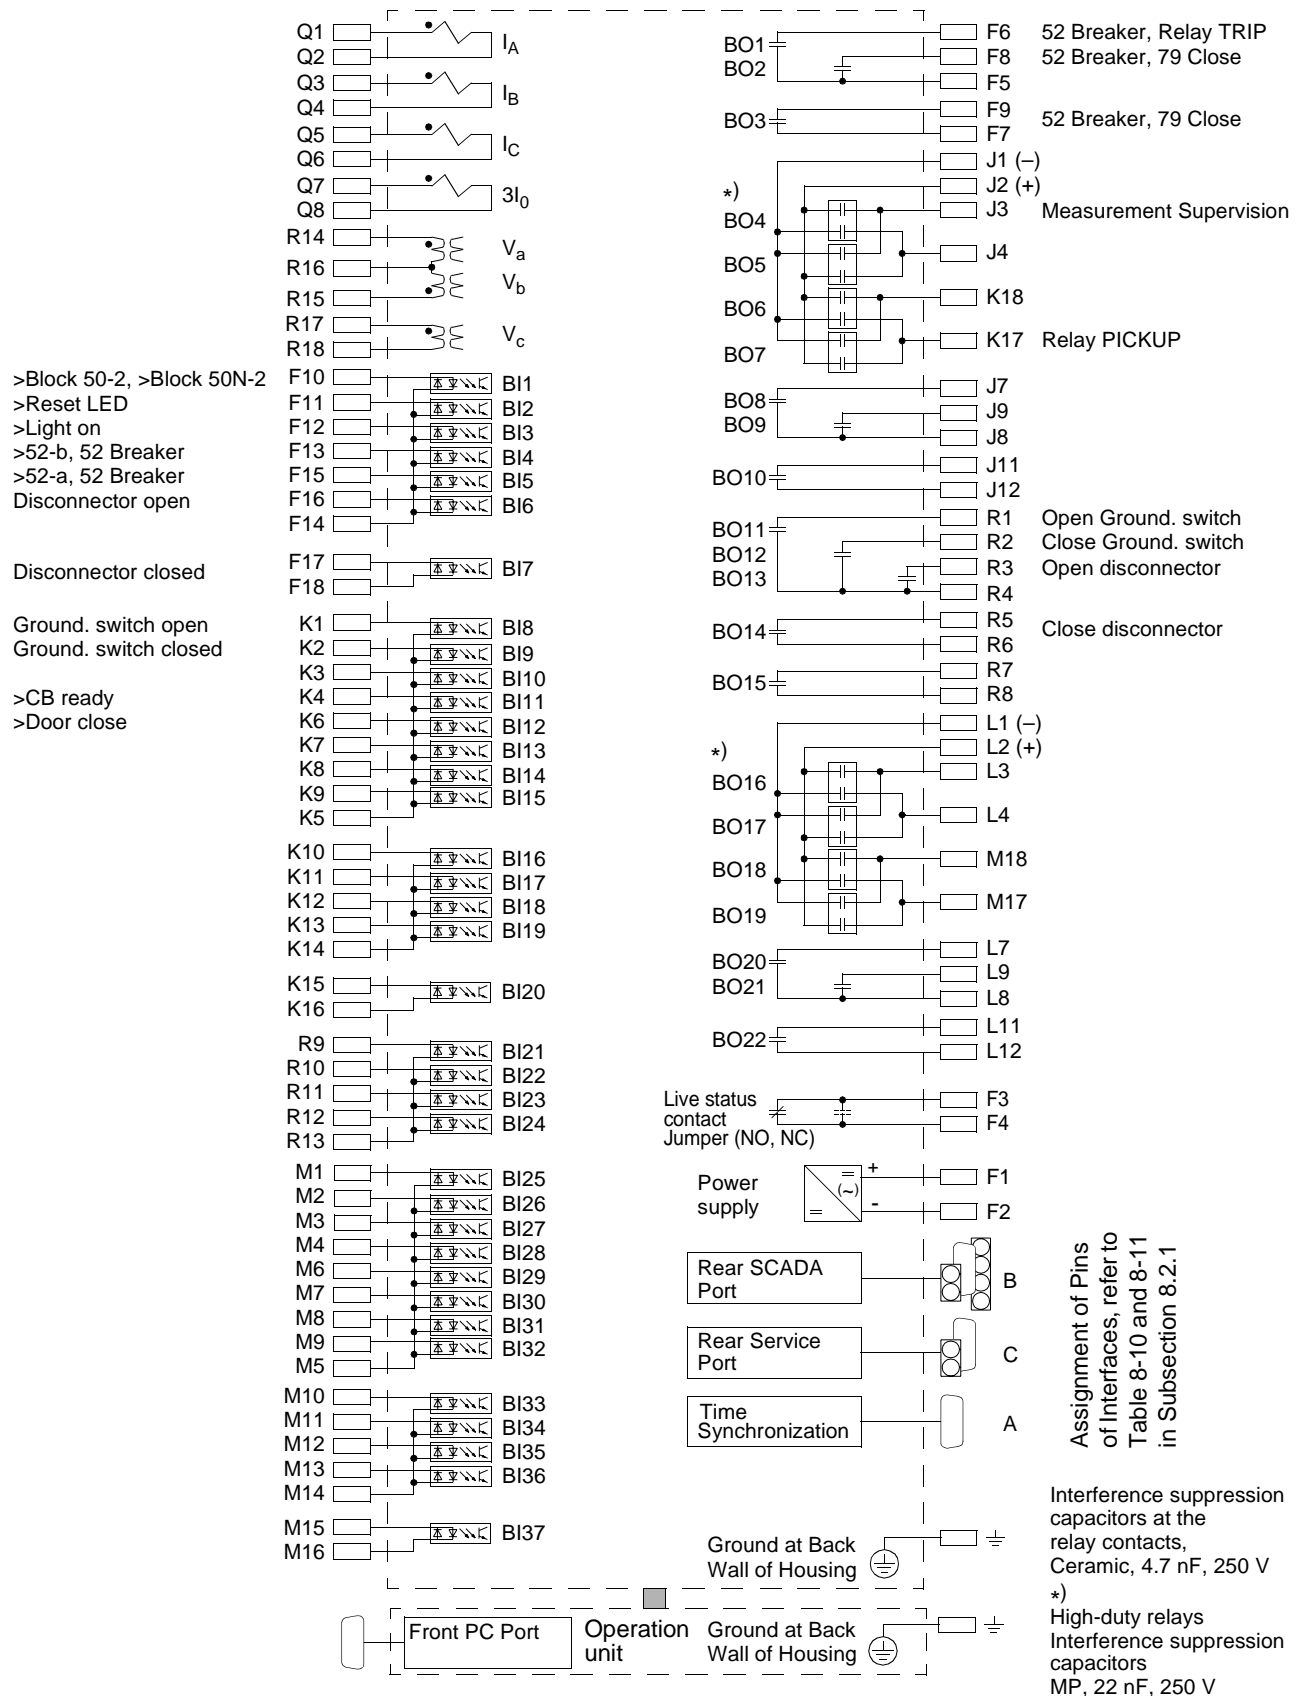 Q1
Q2
I_A
Q3
Q4
I_B
Q5
Q6
I_C
Q7
Q8
3I_0
R14
R16
R15
V_a
V_b
R17
R18
V_c
>Block 50-2, >Block 50N-2 F10 BI1
>Reset LED F11 BI2
>Light on F12 BI3
>52-b, 52 Breaker F13 BI4
>52-a, 52 Breaker F15 BI5
Disconnector open F16 BI6
F14
F17
Disconnector closed BI7
F18
Ground. switch open K1 BI8
Ground. switch closed K2 BI9
K3 BI10
>CB ready K4 BI11
>Door close K6 BI12
K7 BI13
K8 BI14
K9 BI15
K5
K10 BI16
K11 BI17
K12 BI18
K13 BI19
K14
K15 BI20
K16
R9 BI21
R10 BI22
R11 BI23
R12 BI24
R13
M1 BI25
M2 BI26
M3 BI27
M4 BI28
M6 BI29
M7 BI30
M8 BI31
M9 BI32
M5
M10 BI33
M11 BI34
M12 BI35
M13 BI36
M14
M15 BI37
M16
BO1 F6 52 Breaker, Relay TRIP
BO2 F8 52 Breaker, 79 Close
F5
F9
BO3 52 Breaker, 79 Close
F7
J1 (–)
J2 (+)
*)
BO4 J3 Measurement Supervision
BO5 J4
BO6 K18
BO7 K17 Relay PICKUP
BO8 J7
BO9 J9
J8
BO10 J11
J12
BO11 R1 Open Ground. switch
BO12 R2 Close Ground. switch
BO13 R3 Open disconnector
R4
R5
BO14 Close disconnector
R6
BO15 R7
R8
L1 (–)
L2 (+)
*)
BO16 L3
BO17 L4
BO18 M18
BO19 M17
BO20 L7
BO21 L9
L8
BO22 L11
L12
Live status
contact
Jumper (NO, NC)
F3
F4
Power
supply
(~)
+
-
F1
F2
Rear SCADA
Port
B
Rear Service
Port
C
Time
Synchronization
A
Assignment of Pins
of Interfaces, refer to
Table 8-10 and 8-11
in Subsection 8.2.1
Ground at Back
Wall of Housing
Interference suppression
capacitors at the
relay contacts,
Ceramic, 4.7 nF, 250 V
*)
High-duty relays
Interference suppression
capacitors
MP, 22 nF, 250 V
Front PC Port
Operation
unit
Ground at Back
Wall of Housing